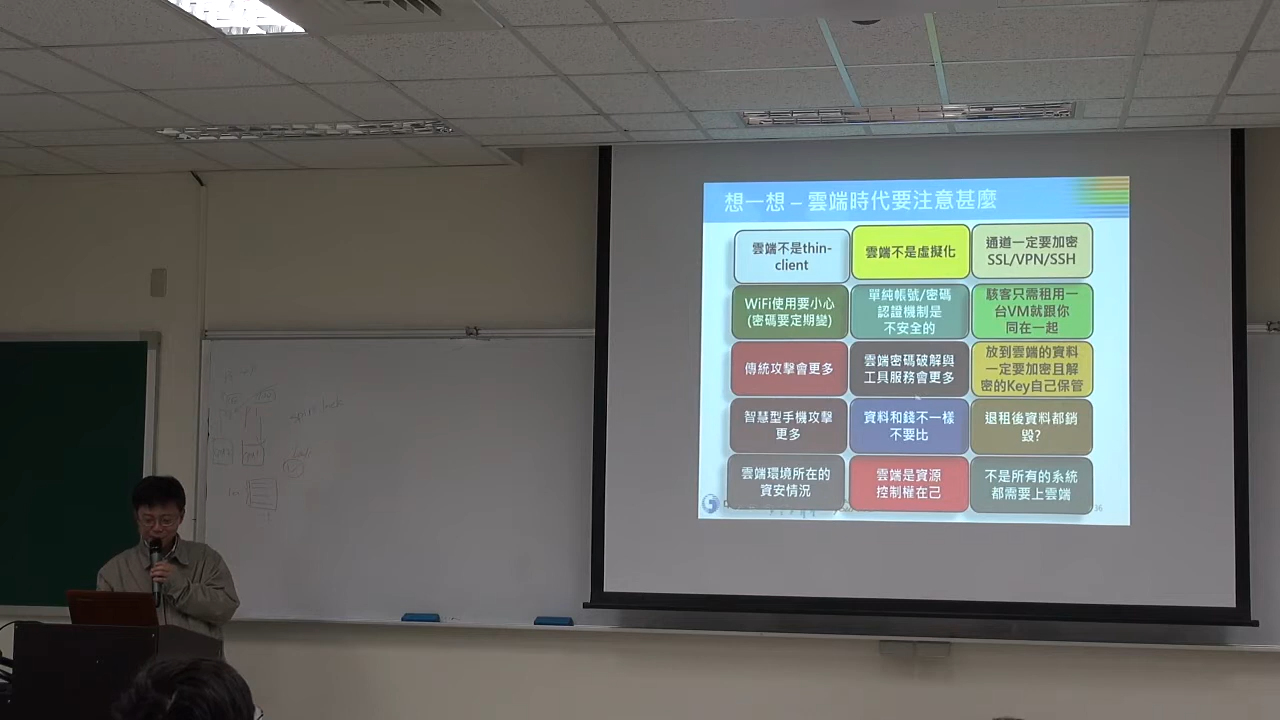 想一想 – 雲端時代要注意甚麼
雲端不是thin-
client
雲端不是虛擬化
通道一定要加密
SSL/VPN/SSH
WiFi使用要小心
(密碼要定期變)
單純帳號/密碼
認證機制是
不安全的
駭客只需租用一
台VM就跟你
同在一起
傳統攻擊會更多
雲端密碼破解與
工具服務會更多
放到雲端的資料
一定要加密且解
密的Key自己保管
智慧型手機攻擊
更多
資料和錢不一樣
不要比
退租後資料都銷
毀?
雲端環境所在的
資安情況
雲端是資源
控制權在己
不是所有的系統
都需要上雲端
36